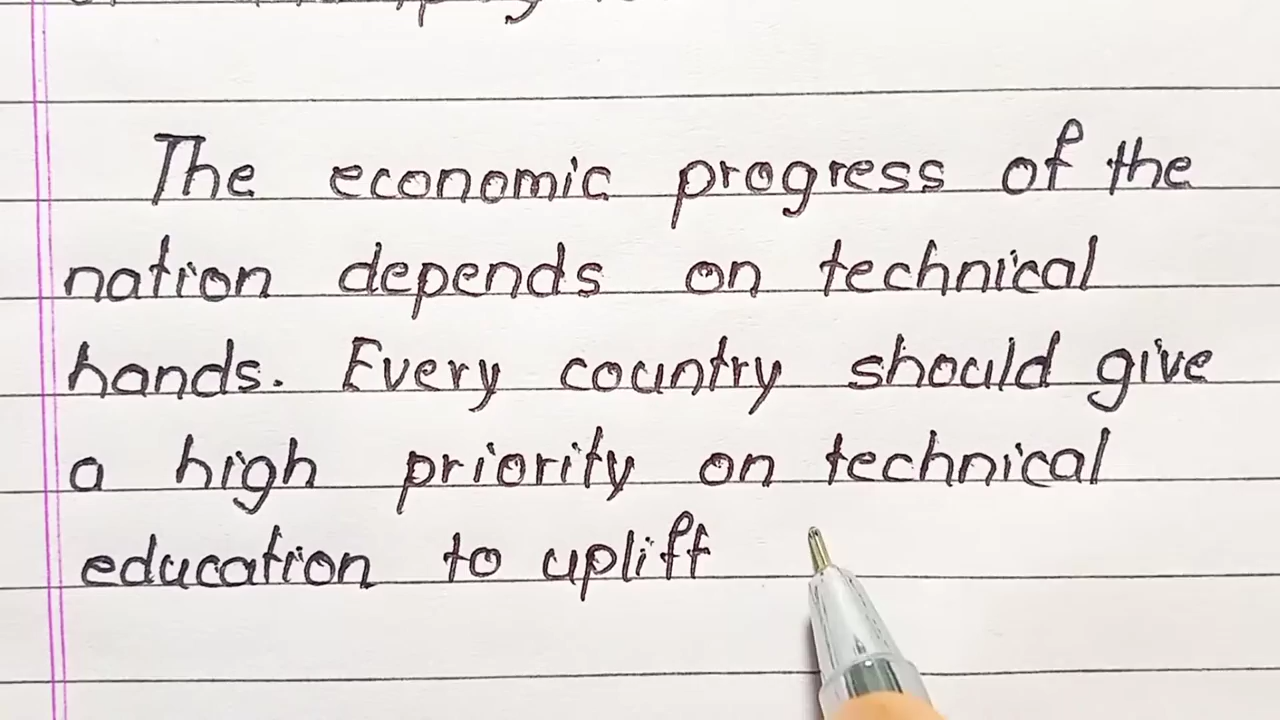 The economic progress of the
nation depends on technical
hands. Every country should give
a high priority on technical
education to uplift